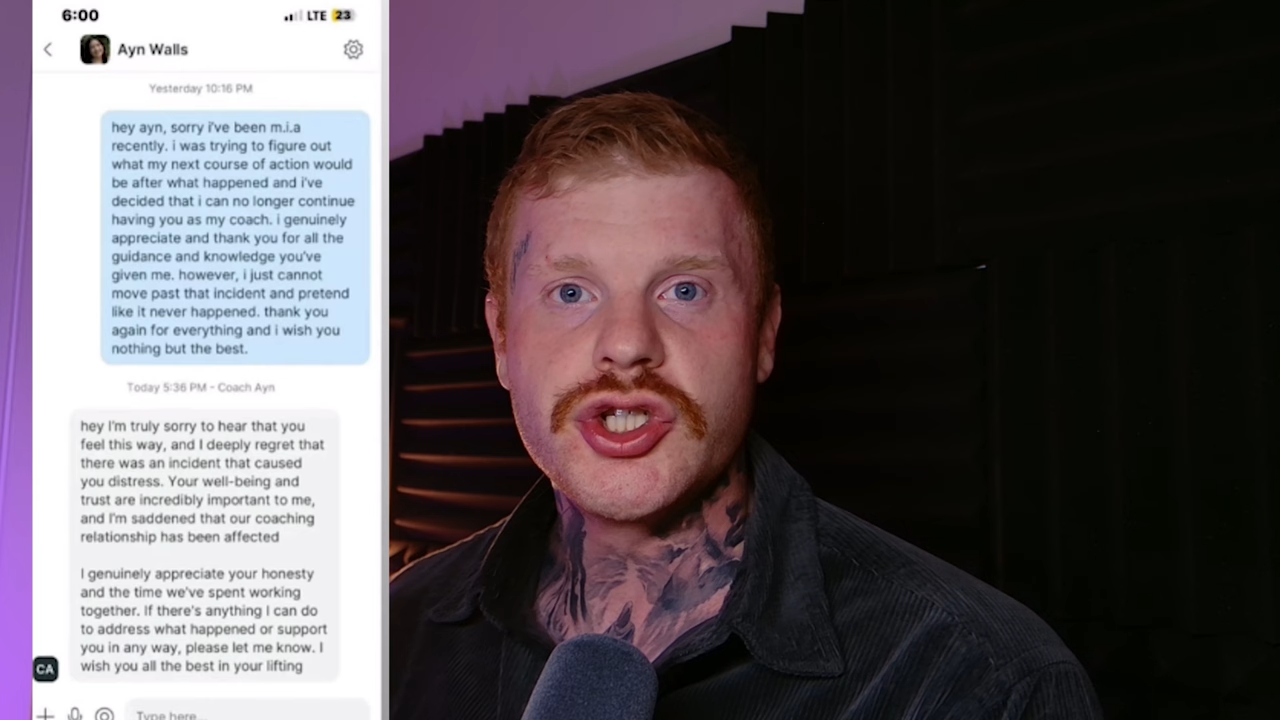 6:00
LTE 23
Ayn Walls
Yesterday 10:16 PM
hey ayn, sorry i've been m.i.a
recently. i was trying to figure out
what my next course of action would
be after what happened and i've
decided that i can no longer continue
having you as my coach. i genuinely
appreciate and thank you for all the
guidance and knowledge you've
given me. however, i just cannot
move past that incident and pretend
like it never happened. thank you
again for everything and i wish you
nothing but the best.
Today 5:36 PM - Coach Ayn
hey I'm truly sorry to hear that you
feel this way, and I deeply regret that
there was an incident that caused
you distress. Your well-being and
trust are incredibly important to me,
and I'm saddened that our coaching
relationship has been affected
I genuinely appreciate your honesty
and the time we've spent working
together. If there's anything I can do
to address what happened or support
you in any way, please let me know. I
wish you all the best in your lifting
CA
Type here...